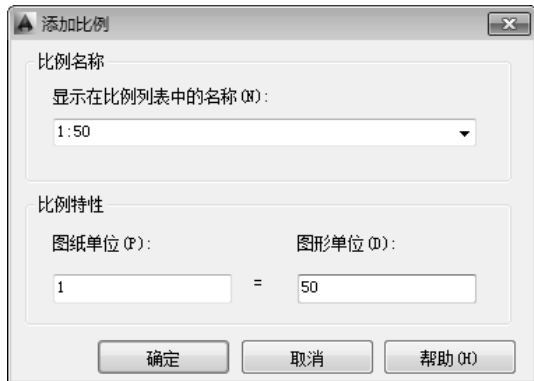 添加比例
比例名称
显示在比例列表中的名称(N):
1:50
比例特性
图纸单位(P): 图形单位(D):
1 = 50
确定 取消 帮助(H)